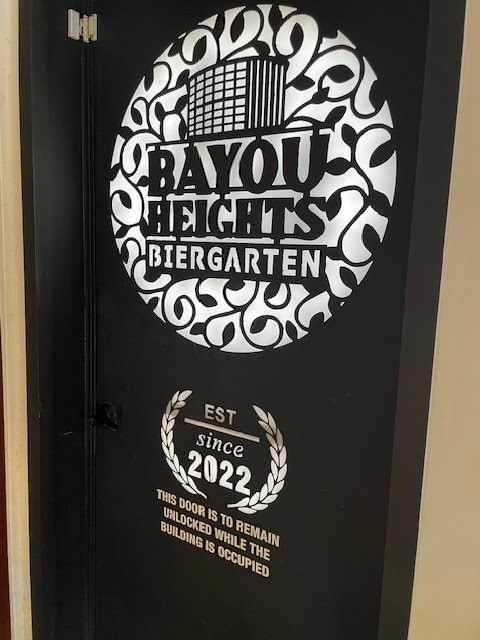 BAYOU
HEIGHTS
BIERGARTEN
EST
since
2022
THIS DOOR IS TO REMAIN
UNLOCKED WHILE THE
BUILDING IS OCCUPIED